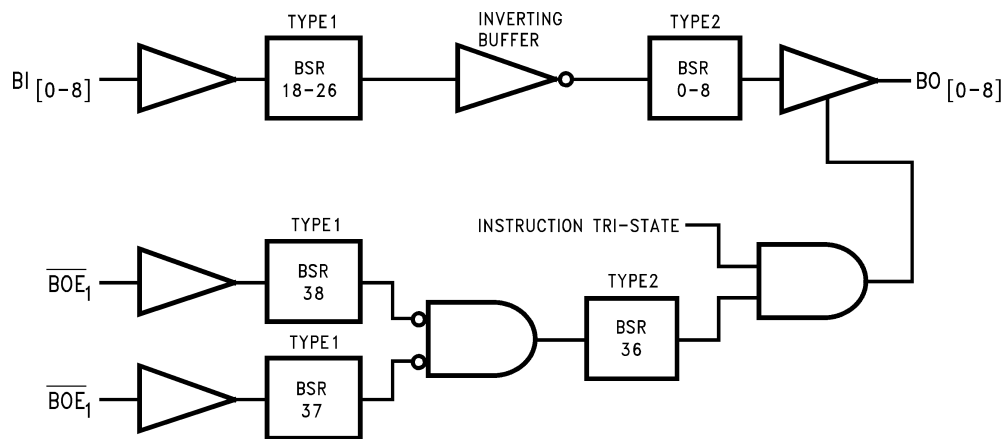 TYPE1
INVERTING
BUFFER
TYPE2
BI [0-8]
BSR
18-26
BSR
0-8
BO [0-8]
TYPE1
INSTRUCTION TRI-STATE
BOE1
BSR
38
TYPE2
TYPE1
BSR
36
BOE1
BSR
37